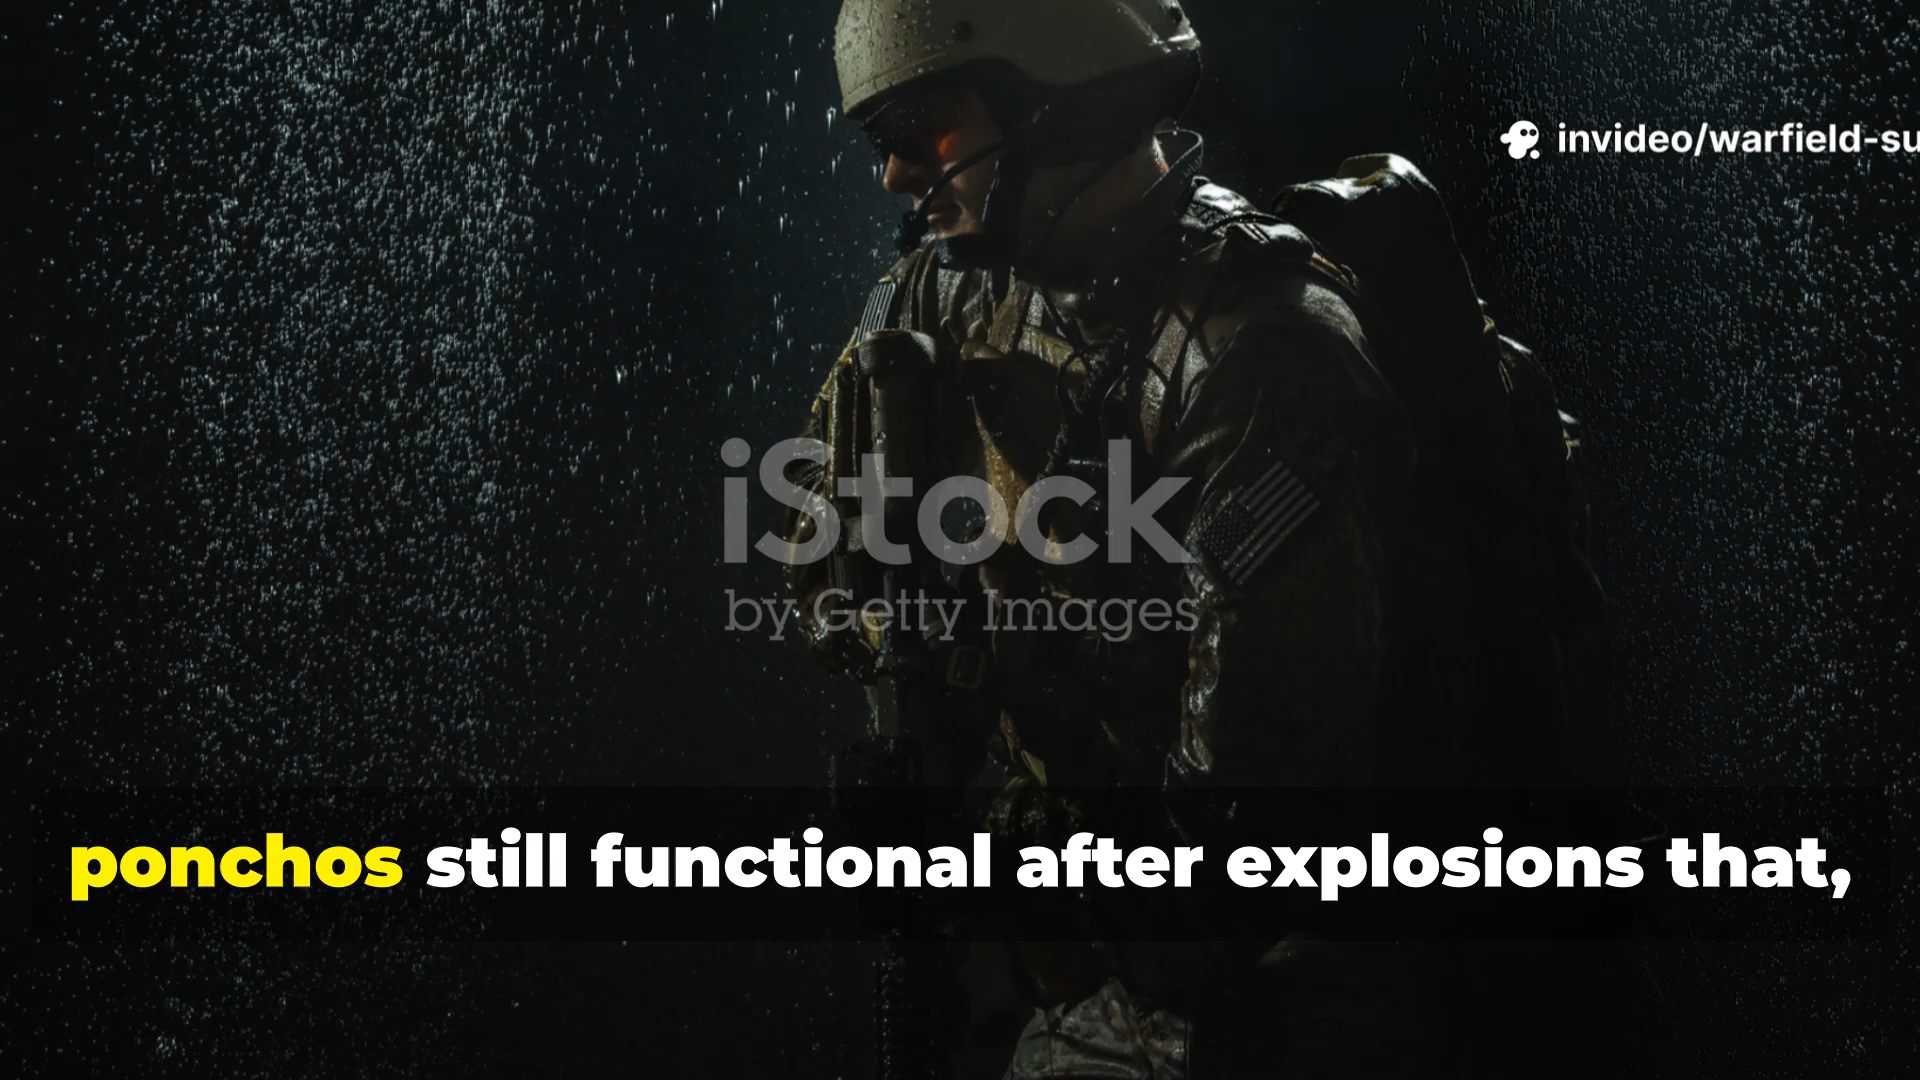 invideo/warfield-su
iStock
by Getty Images
ponchos still functional after explosions that,